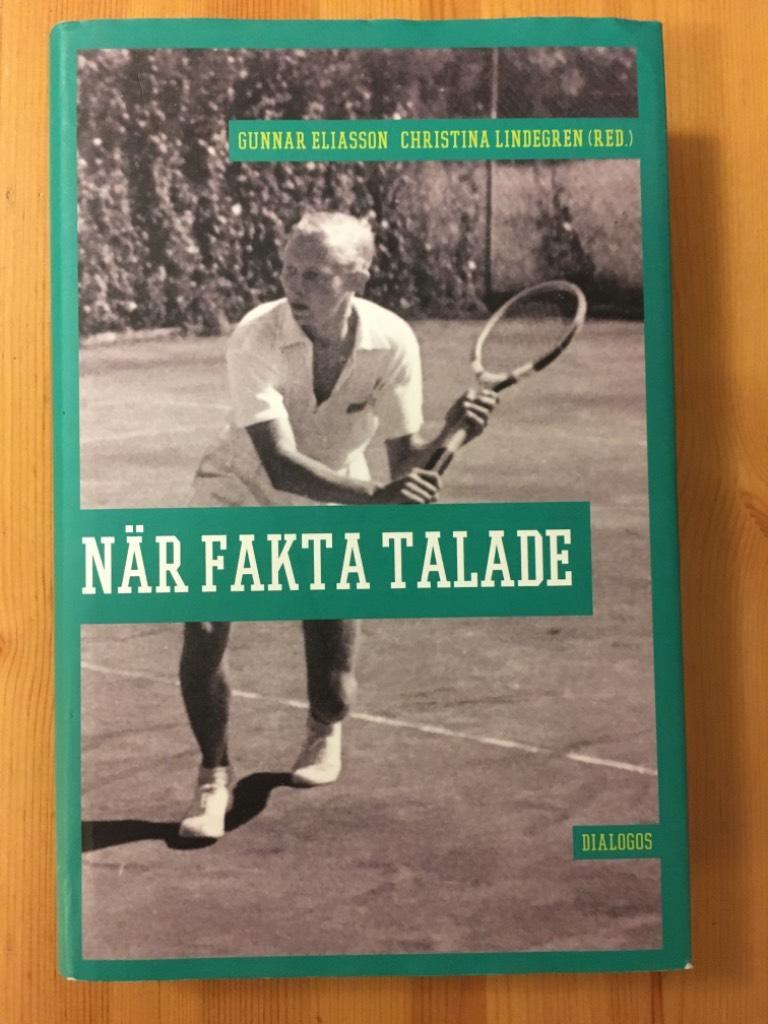 GUNNAR ELIASSON CHRISTINA LINDEGREN (RED.)
NÄR FAKTA TALADE
DIALOGOS